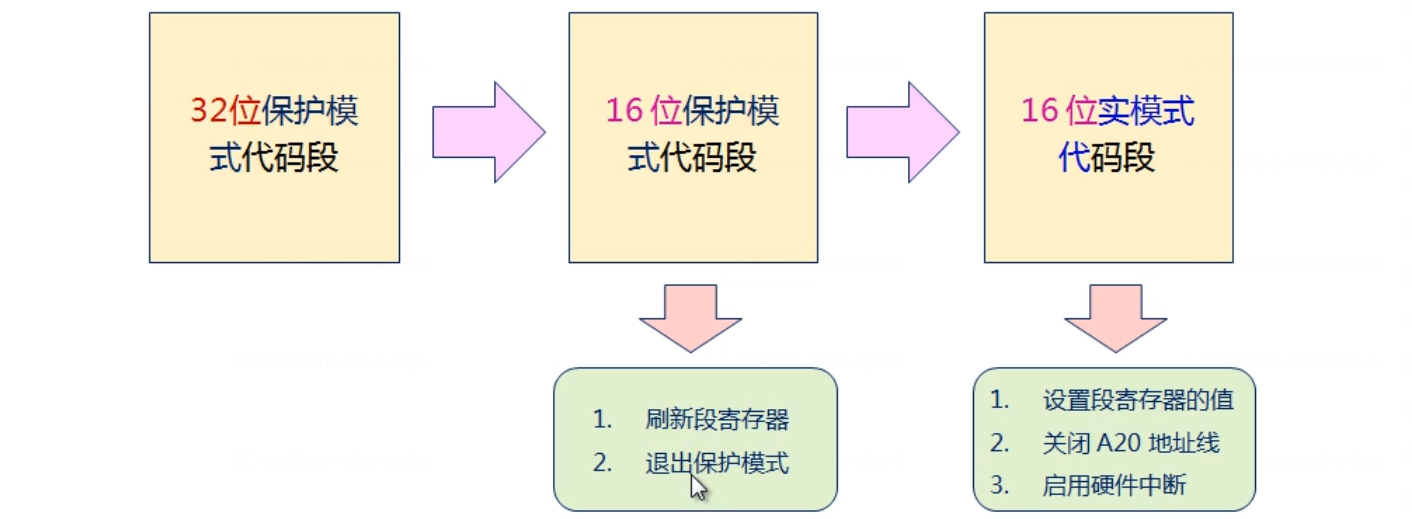 32位保护模
式代码段
16 位保护模
式代码段
16 位实模式
代码段
1. 刷新段寄存器
2. 退出保护模式
1. 设置段寄存器的值
2. 关闭 A20 地址线
3. 启用硬件中断